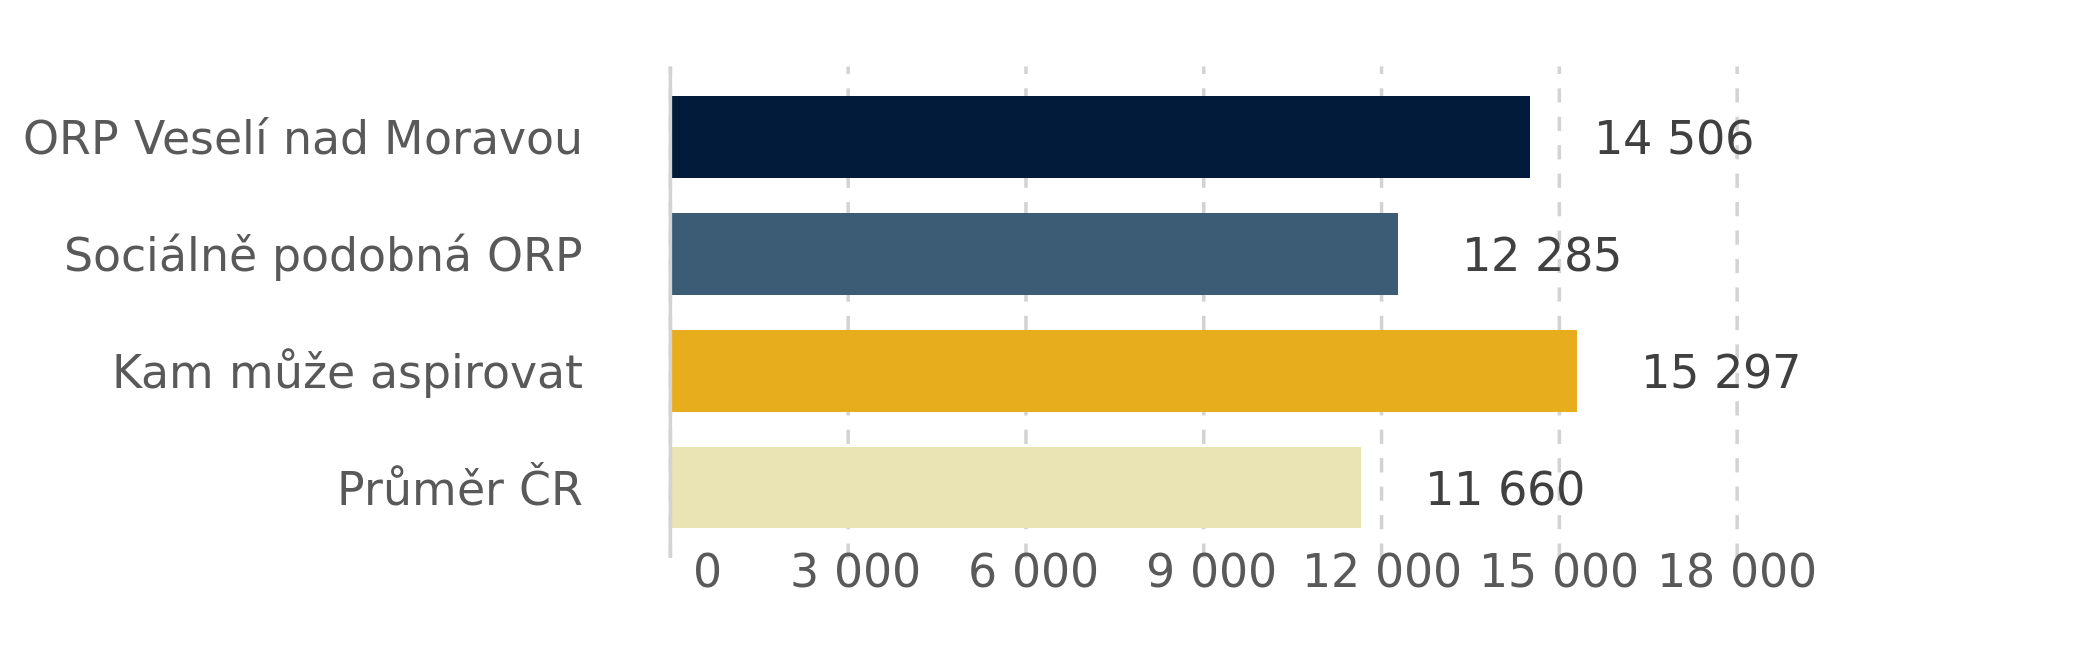 ORP Veselí nad Moravou 14 506
Sociálně podobná ORP 12 285
Kam může aspirovat 15 297
Průměr ČR 11 660
0 3 000 6 000 9 000 12 000 15 000 18 000